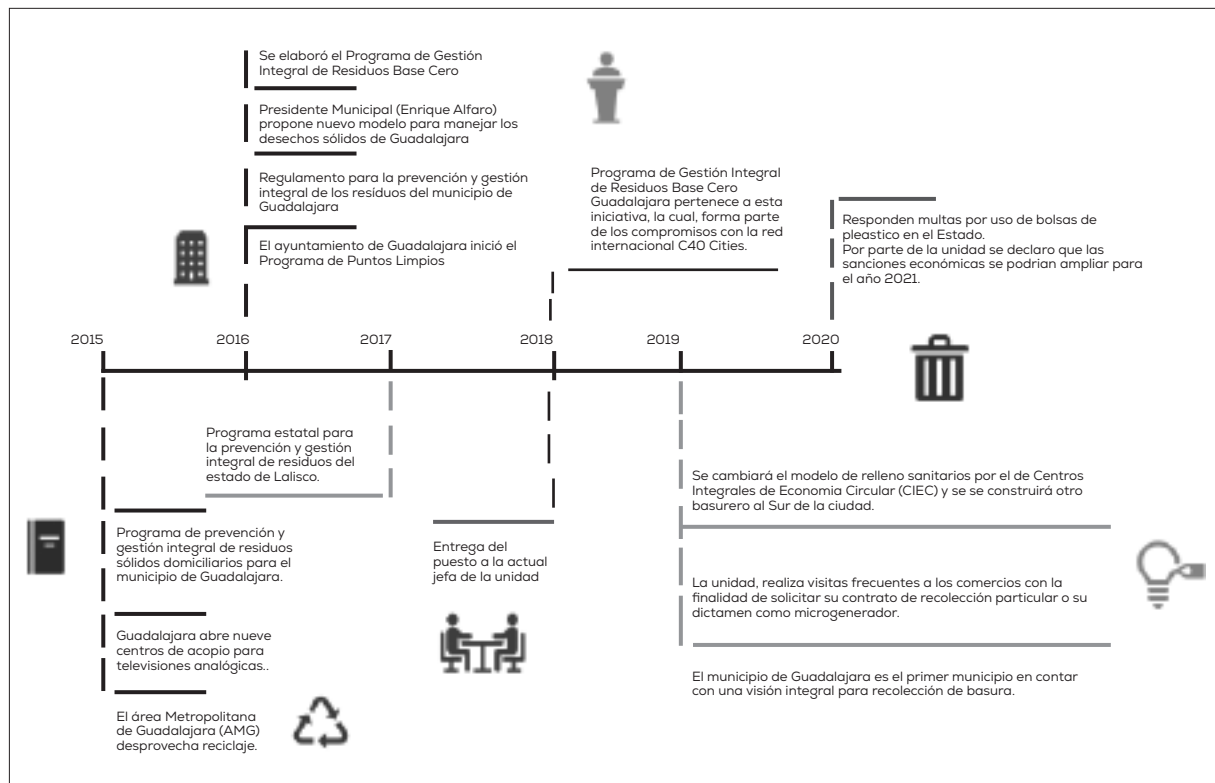 Se elaboró el Programa de Gestión
Integral de Residuos Base Cero
Presidente Municipal (Enrique Alfaro)
propone nuevo modelo para manejar los
desechos sólidos de Guadalajara
Regulamento para la prevención y gestión
integral de los resíduos del municipio de
Guadalajara
El ayuntamiento de Guadalajara inició el
Programa de Puntos Limpios
Programa de Gestión Integral
de Residuos Base Cero
Guadalajara pertenece a esta
iniciativa, la cual, forma parte
de los compromisos con la red
internacional C40 Cities.
Responden multas por uso de bolsas de
pleastico en el Estado.
Por parte de la unidad se declaro que las
sanciones económicas se podrian ampliar para
el año 2021.
2015
2016
2017
2018
2019
2020
Programa estatal para
la prevención y gestión
integral de residuos del
estado de Lalisco.
Programa de prevención y
gestión integral de residuos
sólidos domiciliarios para el
municipio de Guadalajara.
Guadalajara abre nueve
centros de acopio para
televisiones analógicas..
El área Metropolitana
de Guadalajara (AMG)
desprovecha reciclaje.
Entrega del
puesto a la actual
jefa de la unidad
Se cambiará el modelo de relleno sanitarios por el de Centros
Integrales de Economia Circular (CIEC) y se se construirá otro
basurero al Sur de la ciudad.
La unidad, realiza visitas frecuentes a los comercios con la
finalidad de solicitar su contrato de recolección particular o su
dictamen como microgenerador.
El municipio de Guadalajara es el primer municipio en contar
con una visión integral para recolección de basura.